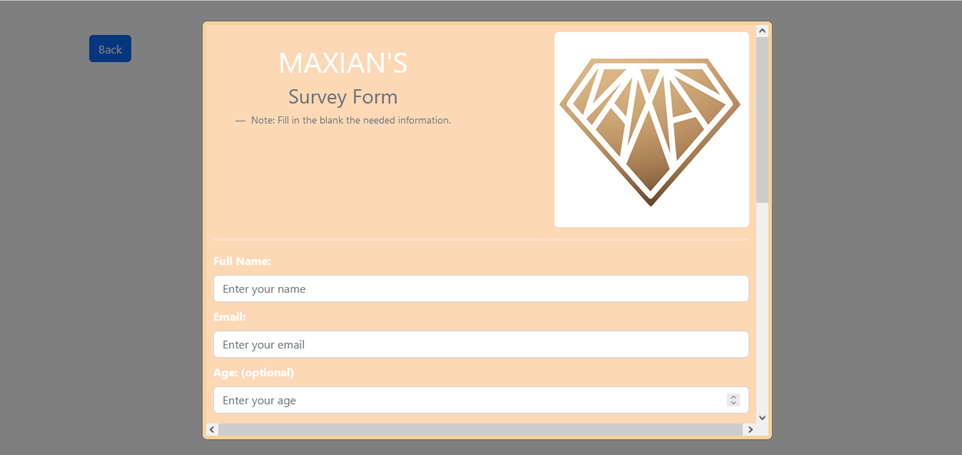 Back
MAXIAN'S
Survey Form
— Note: Fill in the blank the needed information.
Full Name:
Enter your name
Email:
Enter your email
Age: (optional)
Enter your age